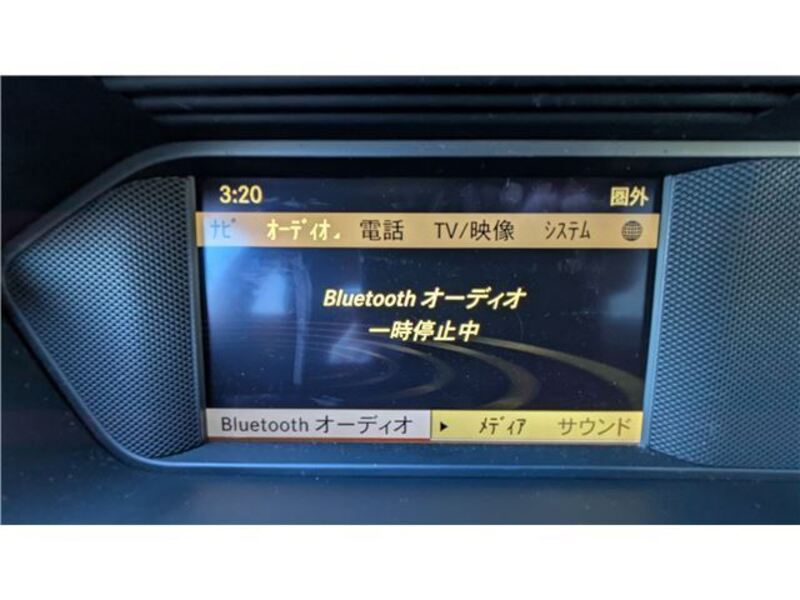 3:20 圏外
ナビ オーディオ 電話 TV/映像 システム
Bluetooth オーディオ
一時停止中
Bluetooth オーディオ ▶ メディア サウンド